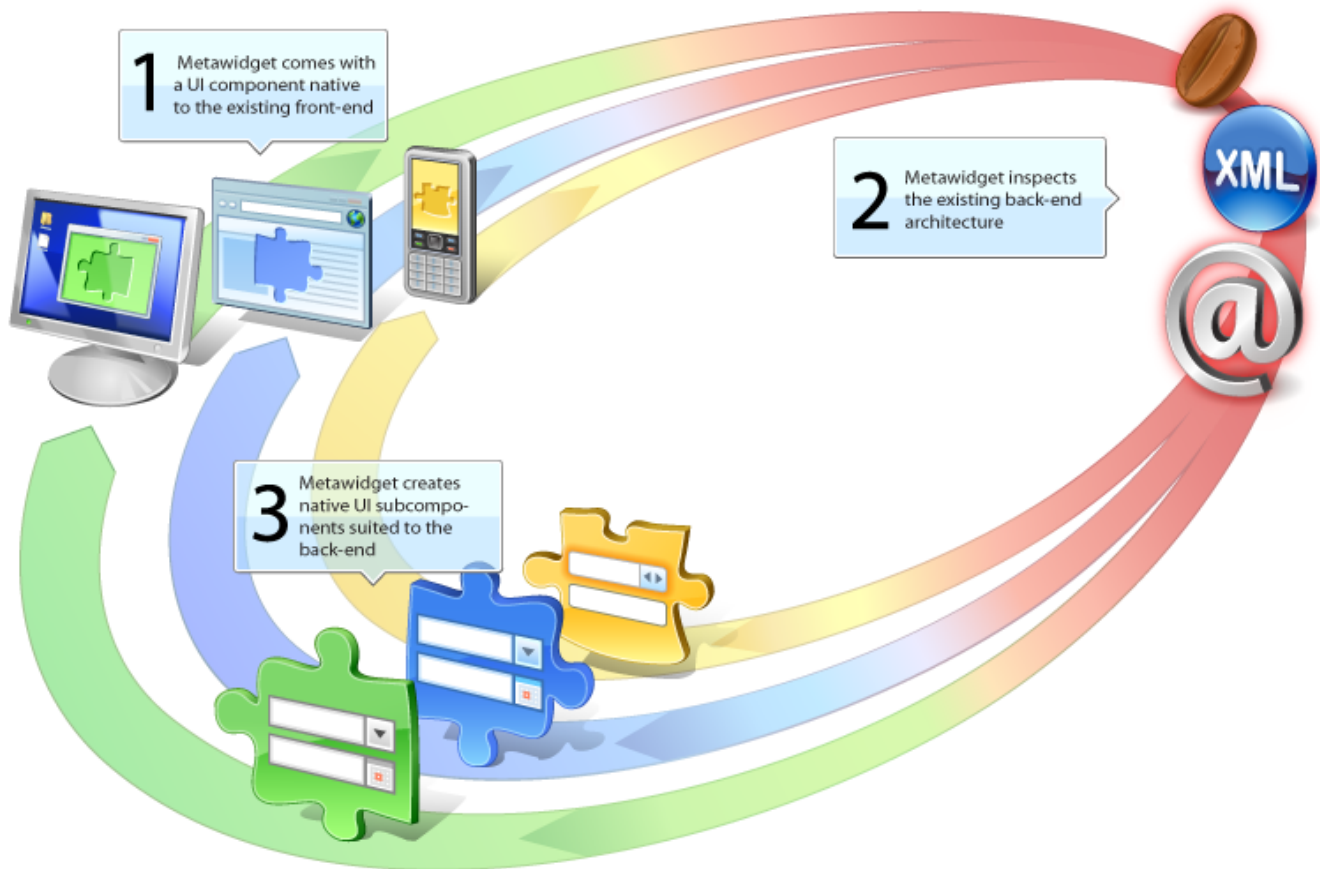 1
Metawidget comes with
a UI component native
to the existing front-end
2
Metawidget inspects
the existing back-end
architecture
XML
@
3
Metawidget creates
native UI subcompo-
nents suited to the
back-end